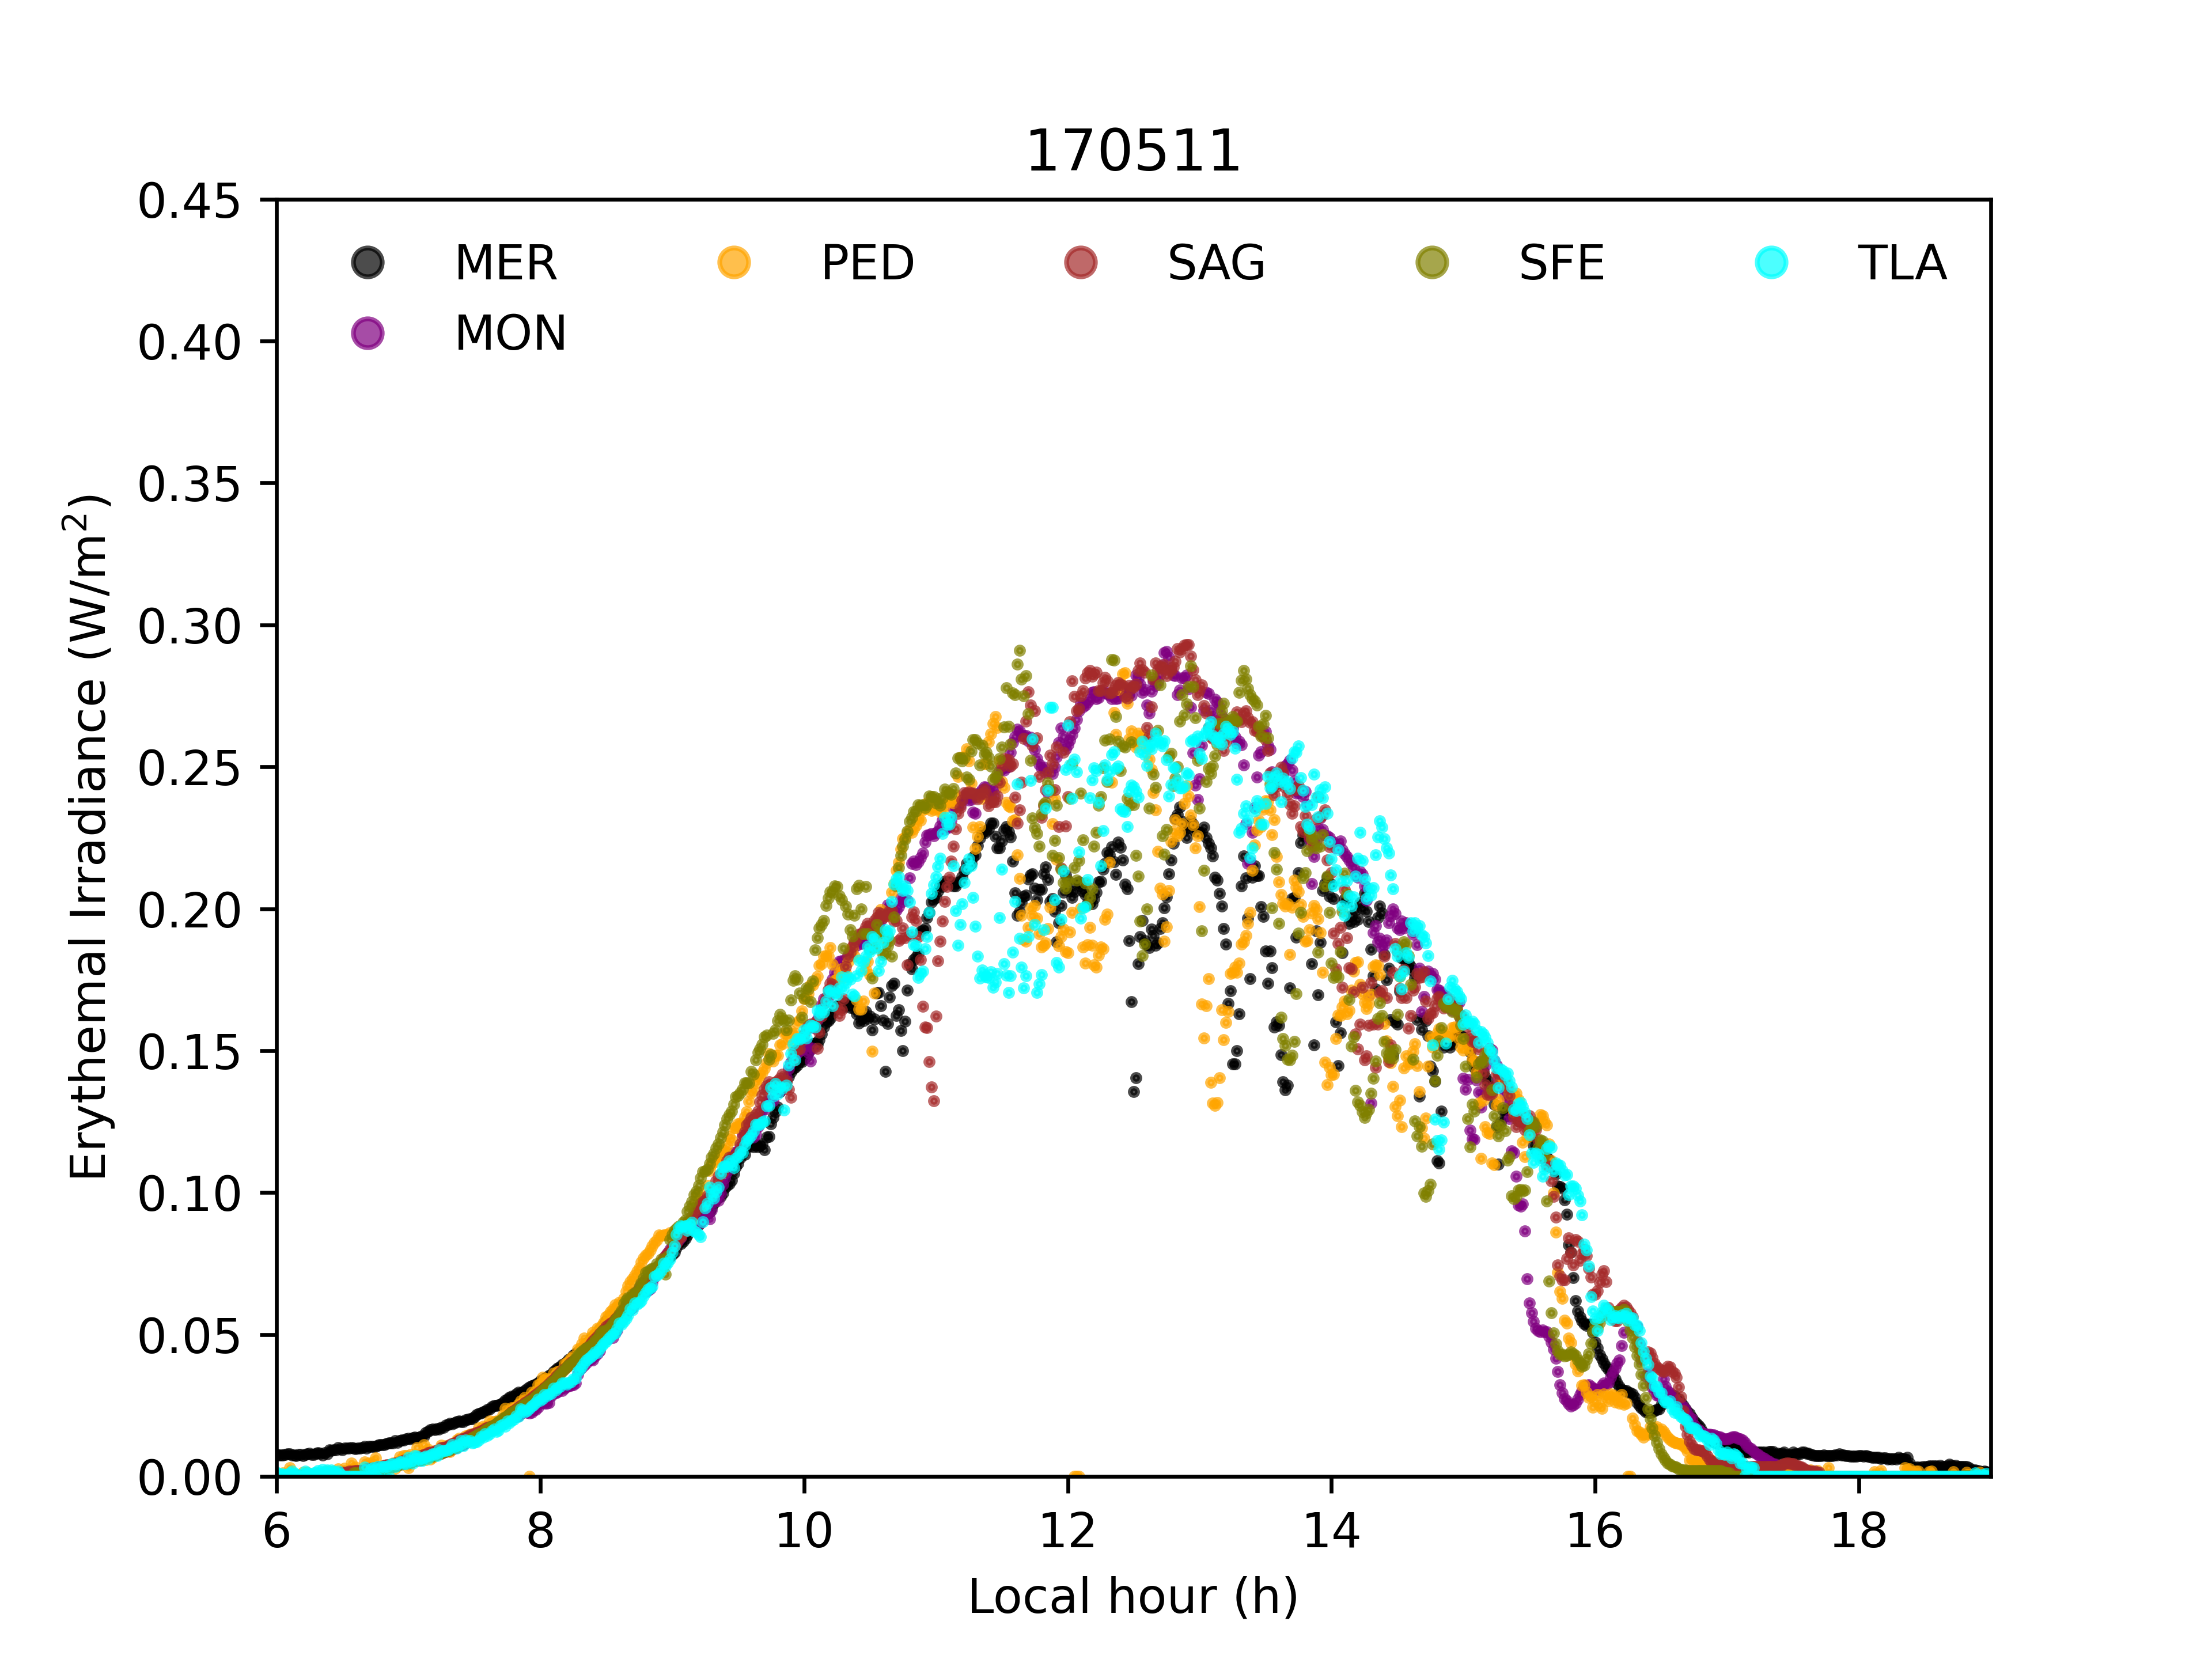 170511
0.45
0.40
0.35
0.30
0.25
0.20
0.15
0.10
0.05
0.00
Erythemal Irradiance (W/m²)
MER PED SAG SFE TLA
MON
6 8 10 12 14 16 18
Local hour (h)